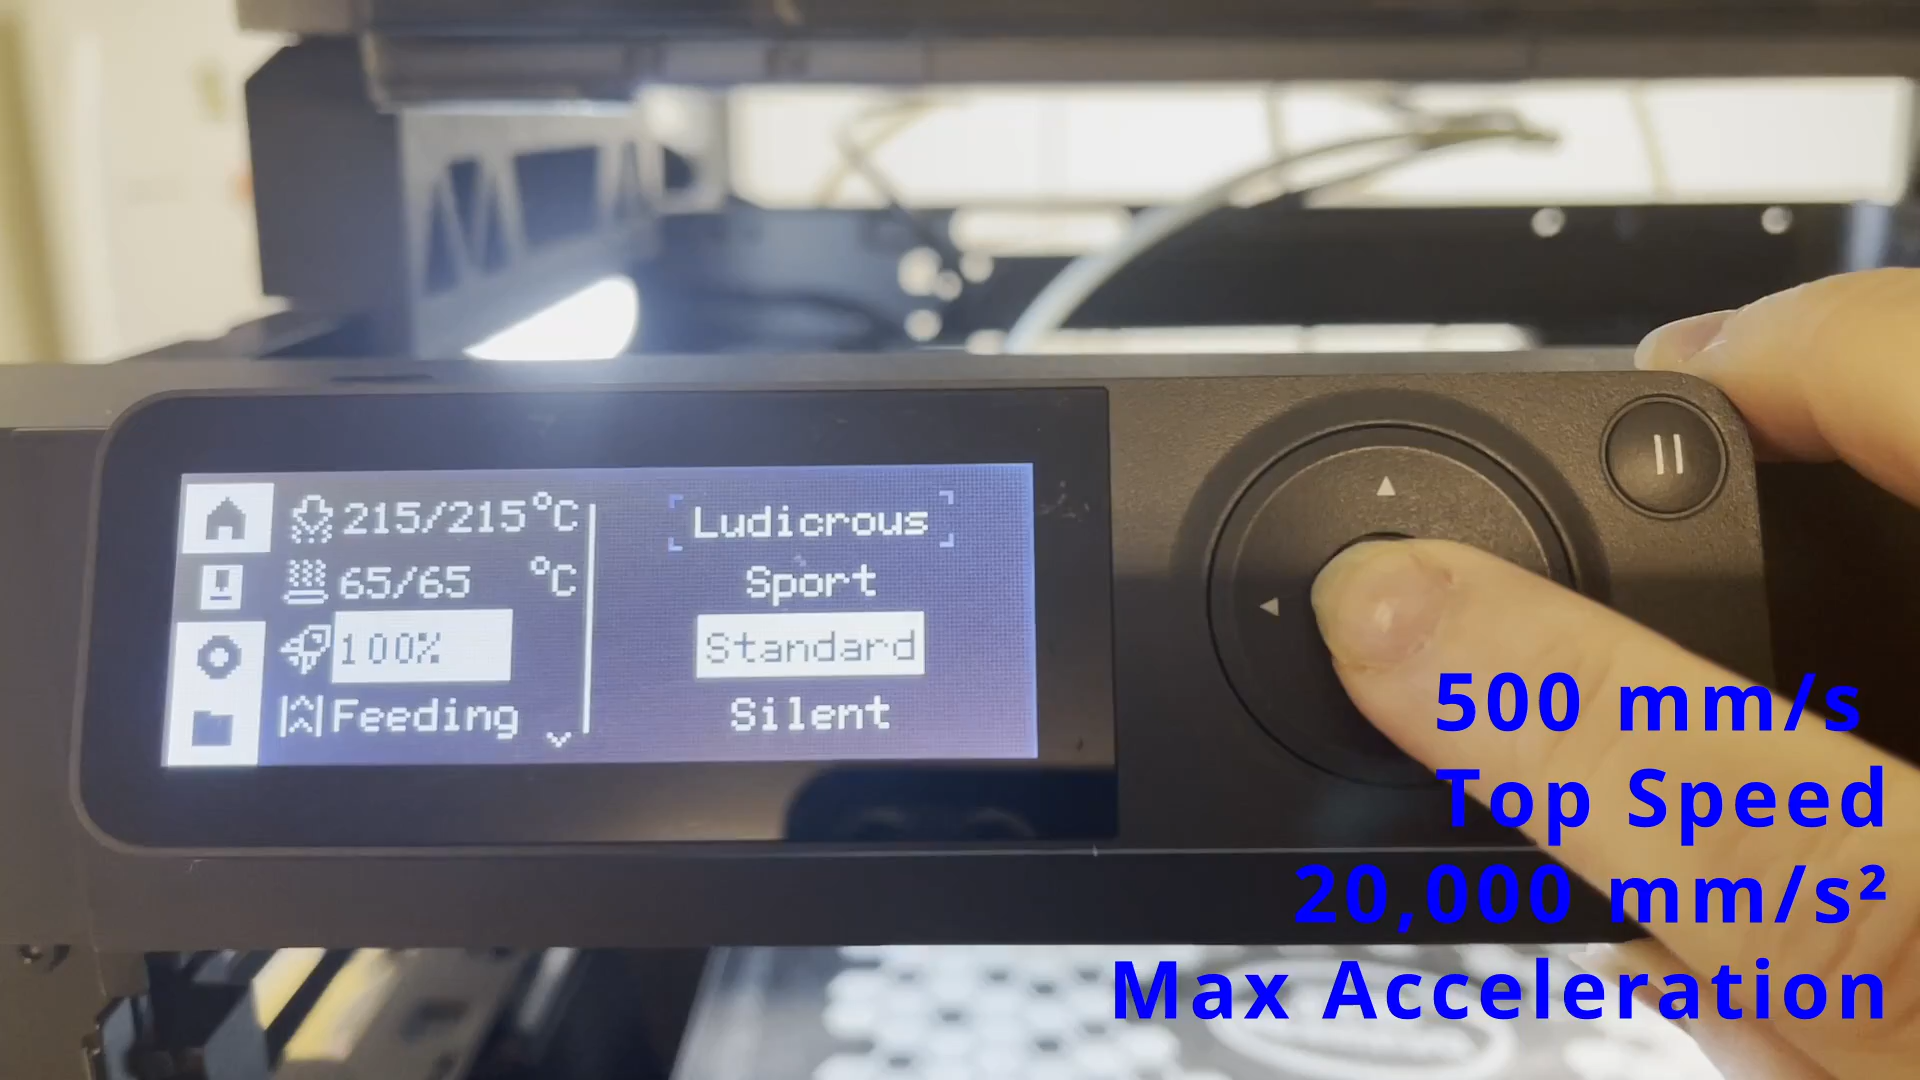 215/215°C
65/65 °C
100%
Feeding
Ludicrous
Sport
Standard
Silent
500 mm/s
Top Speed
20,000 mm/s²
Max Acceleration